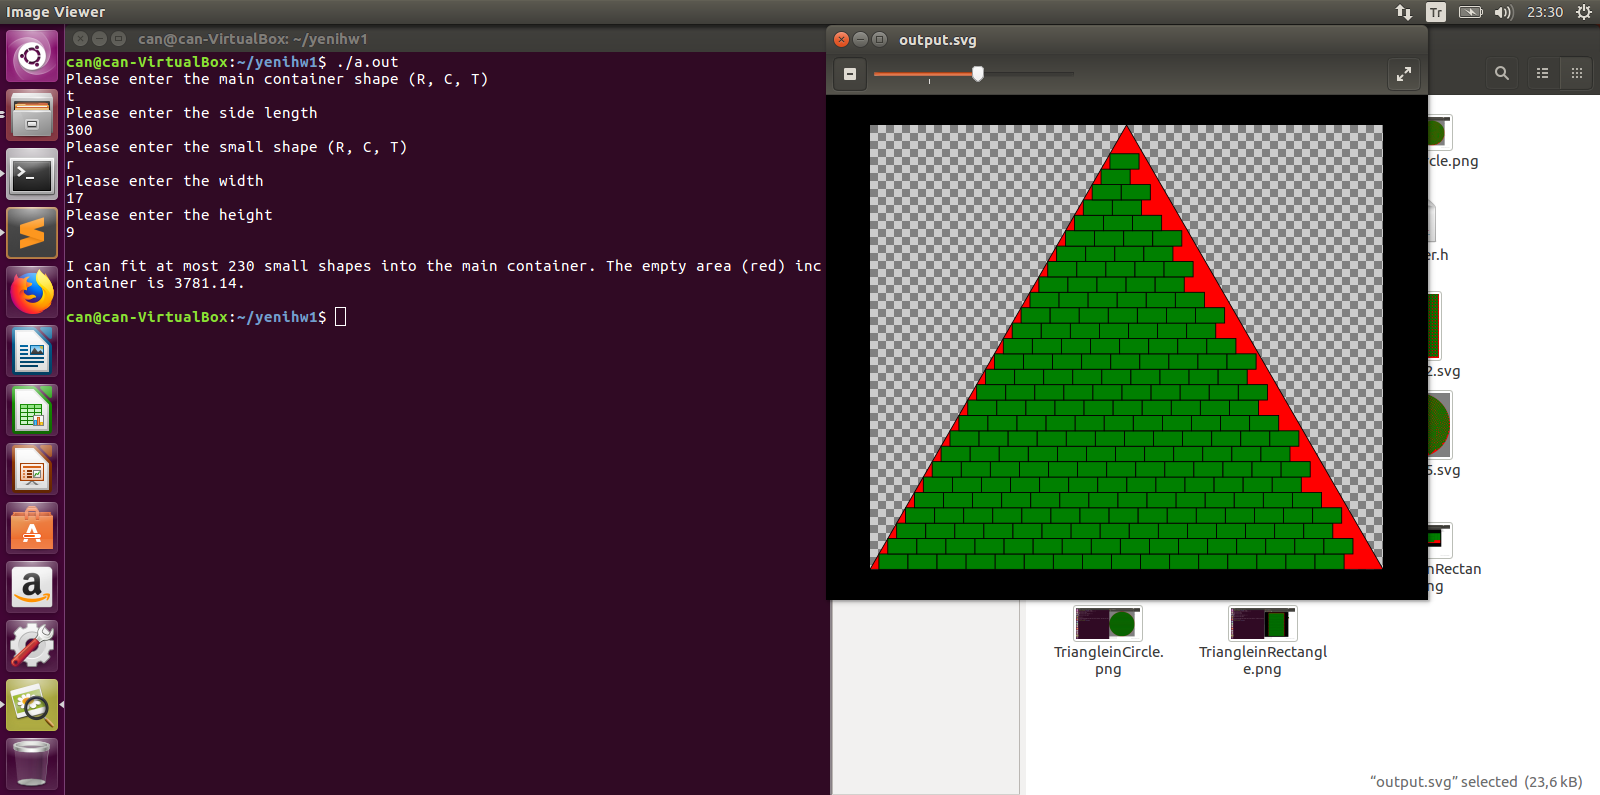 Image Viewer
Tr
23:30
can@can-VirtualBox: ~/yenihw1
can@can-VirtualBox:~/yenihw1$ ./a.out
Please enter the main container shape (R, C, T)
t
Please enter the side length
300
Please enter the small shape (R, C, T)
r
Please enter the width
17
Please enter the height
9
I can fit at most 230 small shapes into the main container. The empty area (red) inc
ontainer is 3781.14.
can@can-VirtualBox:~/yenihw1$
output.svg
rcle.png
er.h
2.svg
5.svg
nRectan
ng
TriangleinCircle.
png
TriangleinRectangl
e.png
“output.svg” selected (23,6 kB)